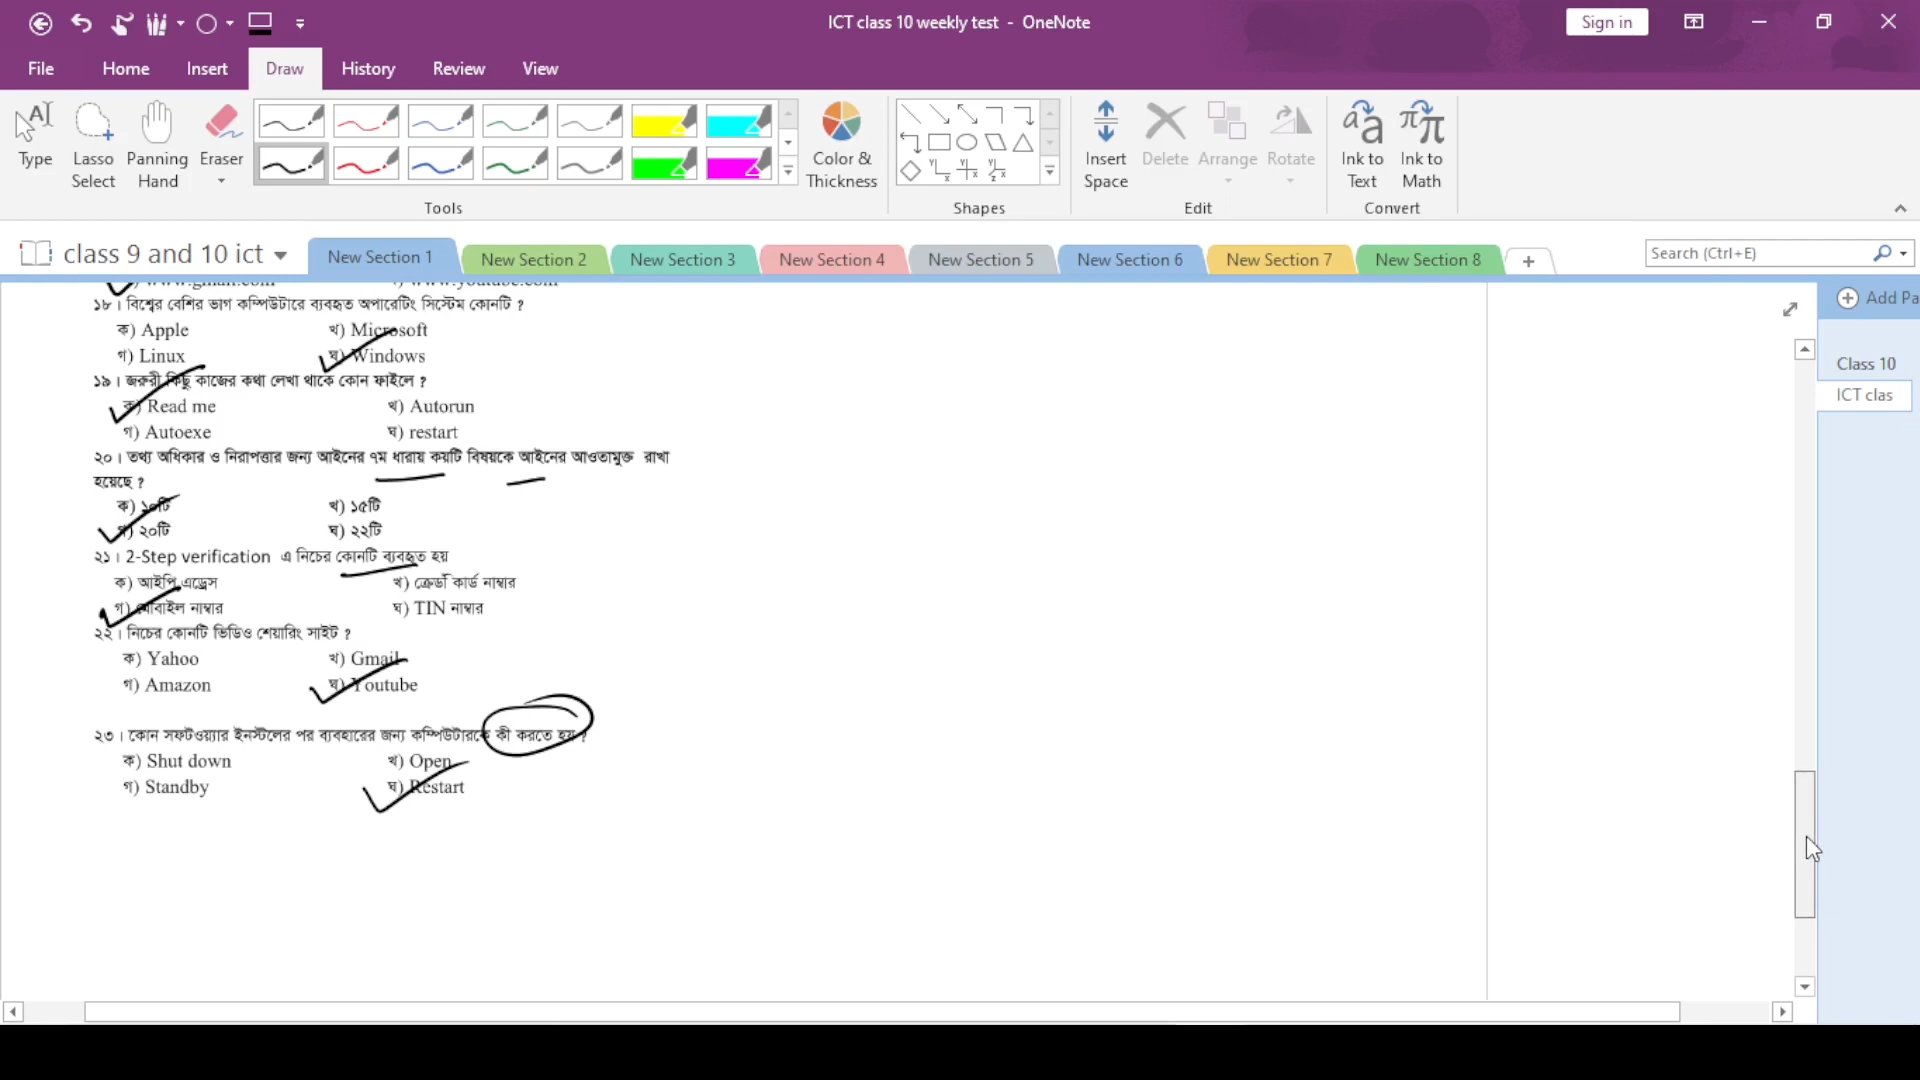 ICT class 10 weekly test - OneNote
Sign in
File Home Insert Draw History Review View
Type
Lasso Select
Panning Hand
Eraser
Color & Thickness
Insert Space
Delete
Arrange
Rotate
Ink to Text
Ink to Math
Tools
Shapes
Edit
Convert
class 9 and 10 ict
New Section 1 New Section 2 New Section 3 New Section 4 New Section 5 New Section 6 New Section 7 New Section 8
Search (Ctrl+E)
Add Pa
Class 10
ICT clas
www.gmail.com www.youtube.com
১৮। বিশ্বের বেশির ভাগ কম্পিউটারে ব্যবহৃত অপারেটিং সিস্টেম কোনটি ?
ক) Apple খ) Microsoft
গ) Linux ঘ) Windows
১৯। জরুরী কিছু কাজের কথা লেখা থাকে কোন ফাইলে ?
ক) Read me খ) Autorun
গ) Autoexe ঘ) restart
২০। তথ্য অধিকার ও নিরাপত্তার জন্য আইনের ৭ম ধারায় কয়টি বিষয়কে আইনের আওতামুক্ত রাখা
হয়েছে ?
ক) ১০টি খ) ১৫টি
গ) ২০টি ঘ) ২২টি
২১। 2-Step verification এ নিচের কোনটি ব্যবহৃত হয়
ক) আইপি এড্রেস খ) কার্ড নাম্বার
গ) মোবাইল নাম্বার ঘ) TIN নাম্বার
২২। নিচের কোনটি ভিডিও শেয়ারিং সাইট ?
ক) Yahoo খ) Gmail
গ) Amazon ঘ) Youtube
২৩। কোন সফটওয়্যার ইনস্টলের পর ব্যবহারের জন্য কম্পিউটারকে কী করতে হয় ?
ক) Shut down খ) Open
গ) Standby ঘ) Restart